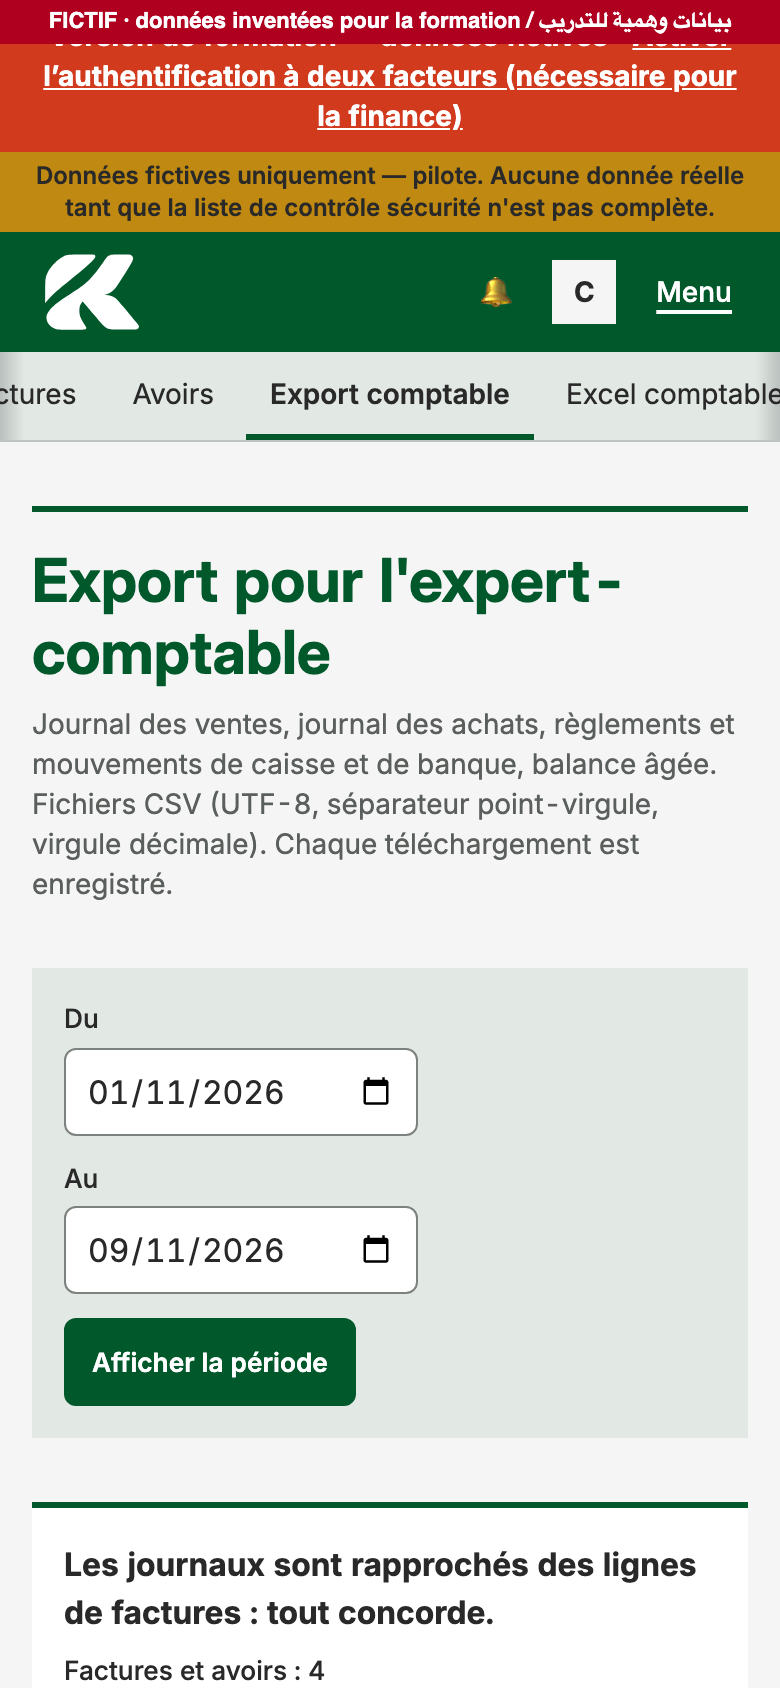 FICTIF · données inventées pour la formation / بيانات وهمية للتدريب
l’authentification à deux facteurs (nécessaire pour
la finance)
Données fictives uniquement — pilote. Aucune donnée réelle
tant que la liste de contrôle sécurité n'est pas complète.
C
Menu
ctures
Avoirs
Export comptable
Excel comptable
Export pour l'expert-
comptable
Journal des ventes, journal des achats, règlements et
mouvements de caisse et de banque, balance âgée.
Fichiers CSV (UTF-8, séparateur point-virgule,
virgule décimale). Chaque téléchargement est
enregistré.
Du
01/11/2026
Au
09/11/2026
Afficher la période
Les journaux sont rapprochés des lignes
de factures : tout concorde.
Factures et avoirs : 4